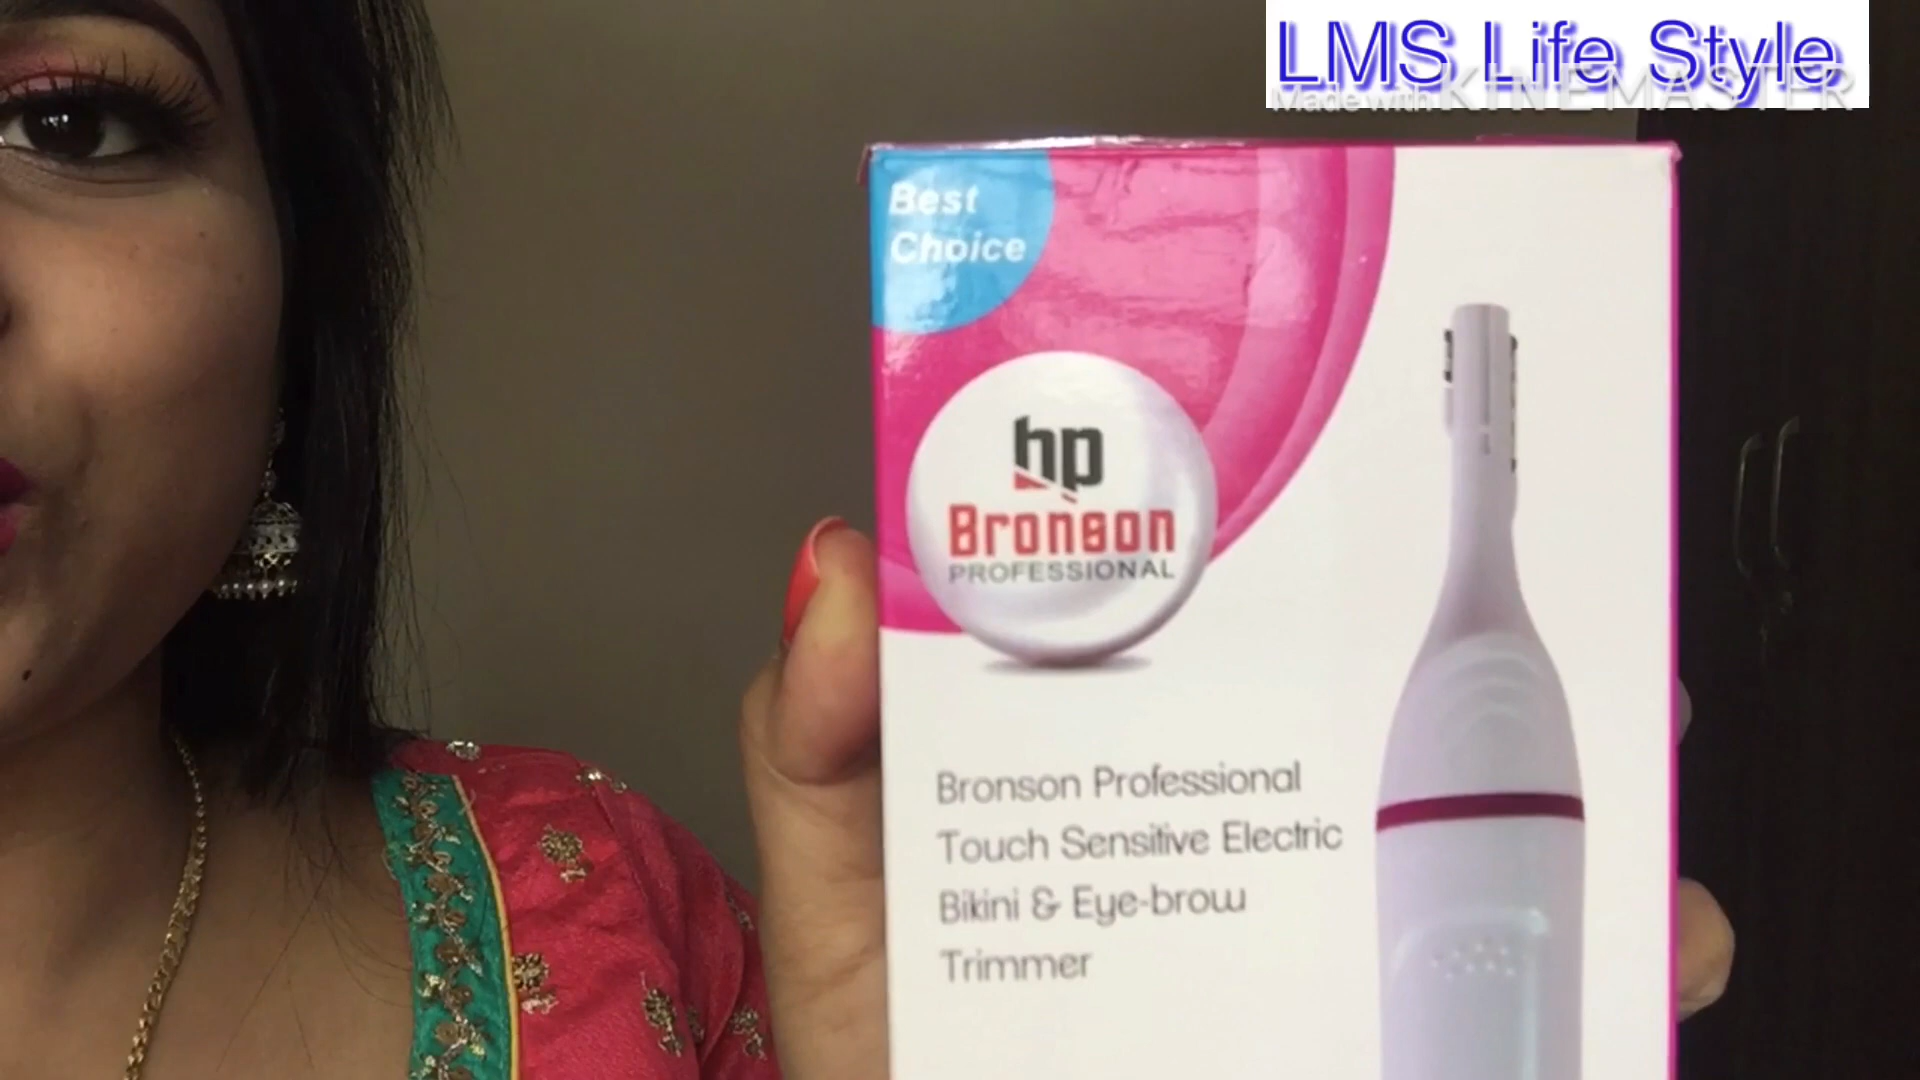 LMS Life Style
Made with KINEMASTER
Best
Choice
hp
Bronson
PROFESSIONAL
Bronson Professional
Touch Sensitive Electric
Bikini & Eye-brow
Trimmer